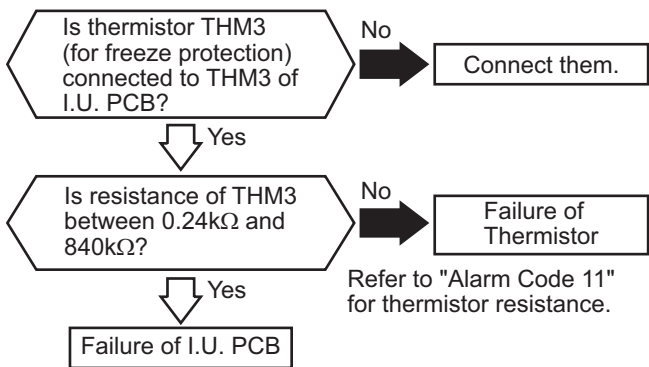 Is thermistor THM3
(for freeze protection)
connected to THM3 of
I.U. PCB?
No
Connect them.
Yes
Is resistance of THM3
between 0.24kΩ and
840kΩ?
No
Failure of
Thermistor
Refer to "Alarm Code 11"
for thermistor resistance.
Yes
Failure of I.U. PCB